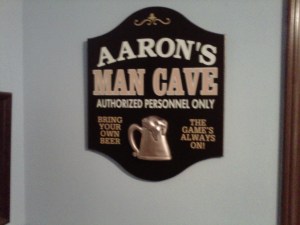 AARON'S
MAN CAVE
AUTHORIZED PERSONNEL ONLY
BRING
YOUR
OWN
BEER
THE
GAME'S
ALWAYS
ON!